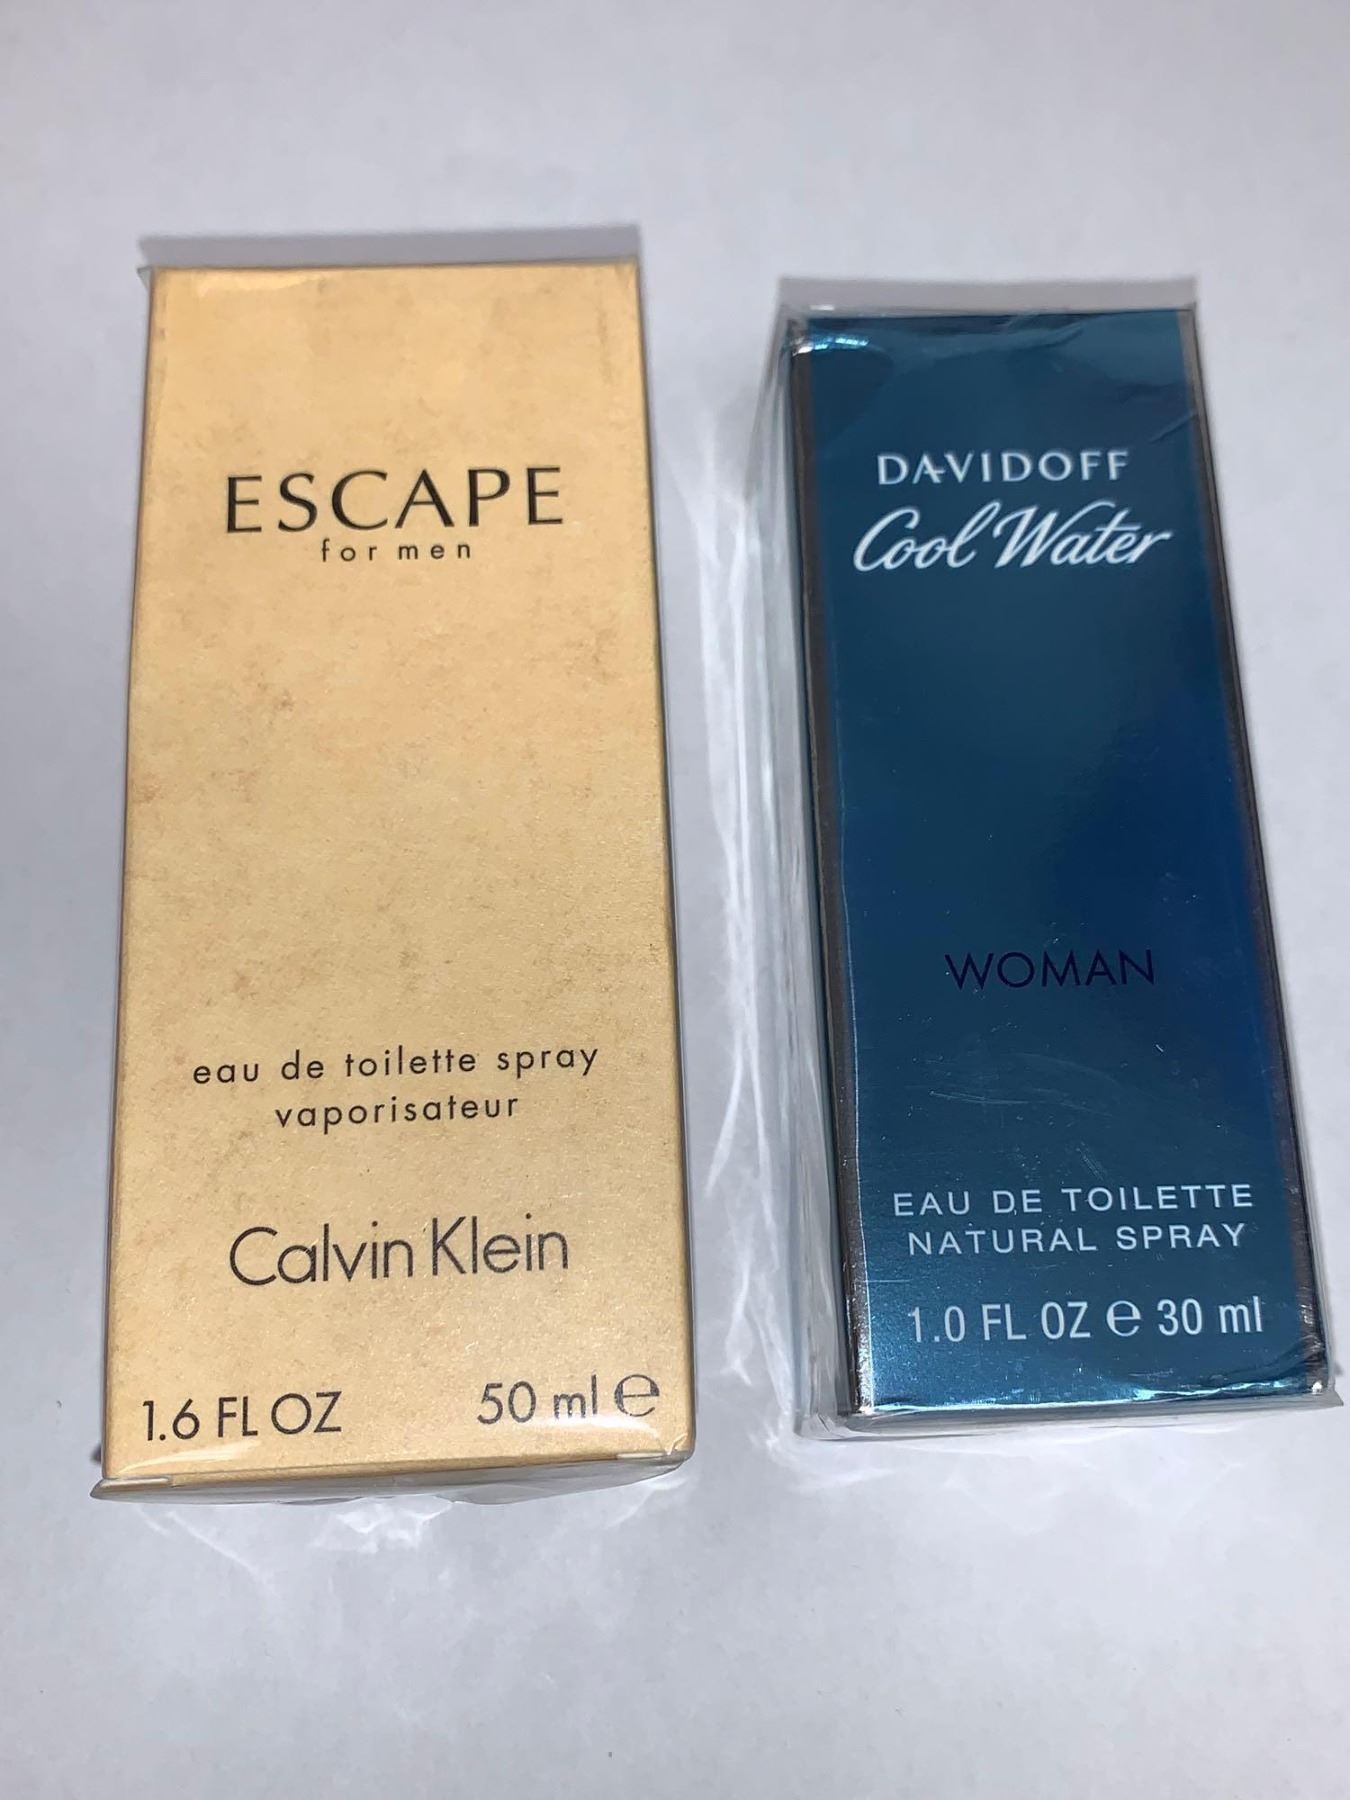 ESCAPE
for men
eau de toilette spray
vaporisateur
Calvin Klein
1.6 FL OZ 50 ml e
DAVIDOFF
Cool Water
WOMAN
EAU DE TOILETTE
NATURAL SPRAY
1.0 FL OZ e 30 ml